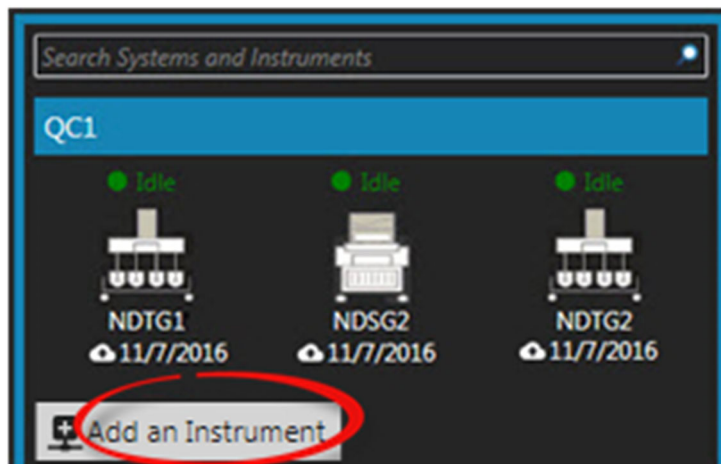 Search Systems and Instruments
QC1
Idle Idle Idle
NDTG1 NDSG2 NDTG2
11/7/2016 11/7/2016 11/7/2016
Add an Instrument